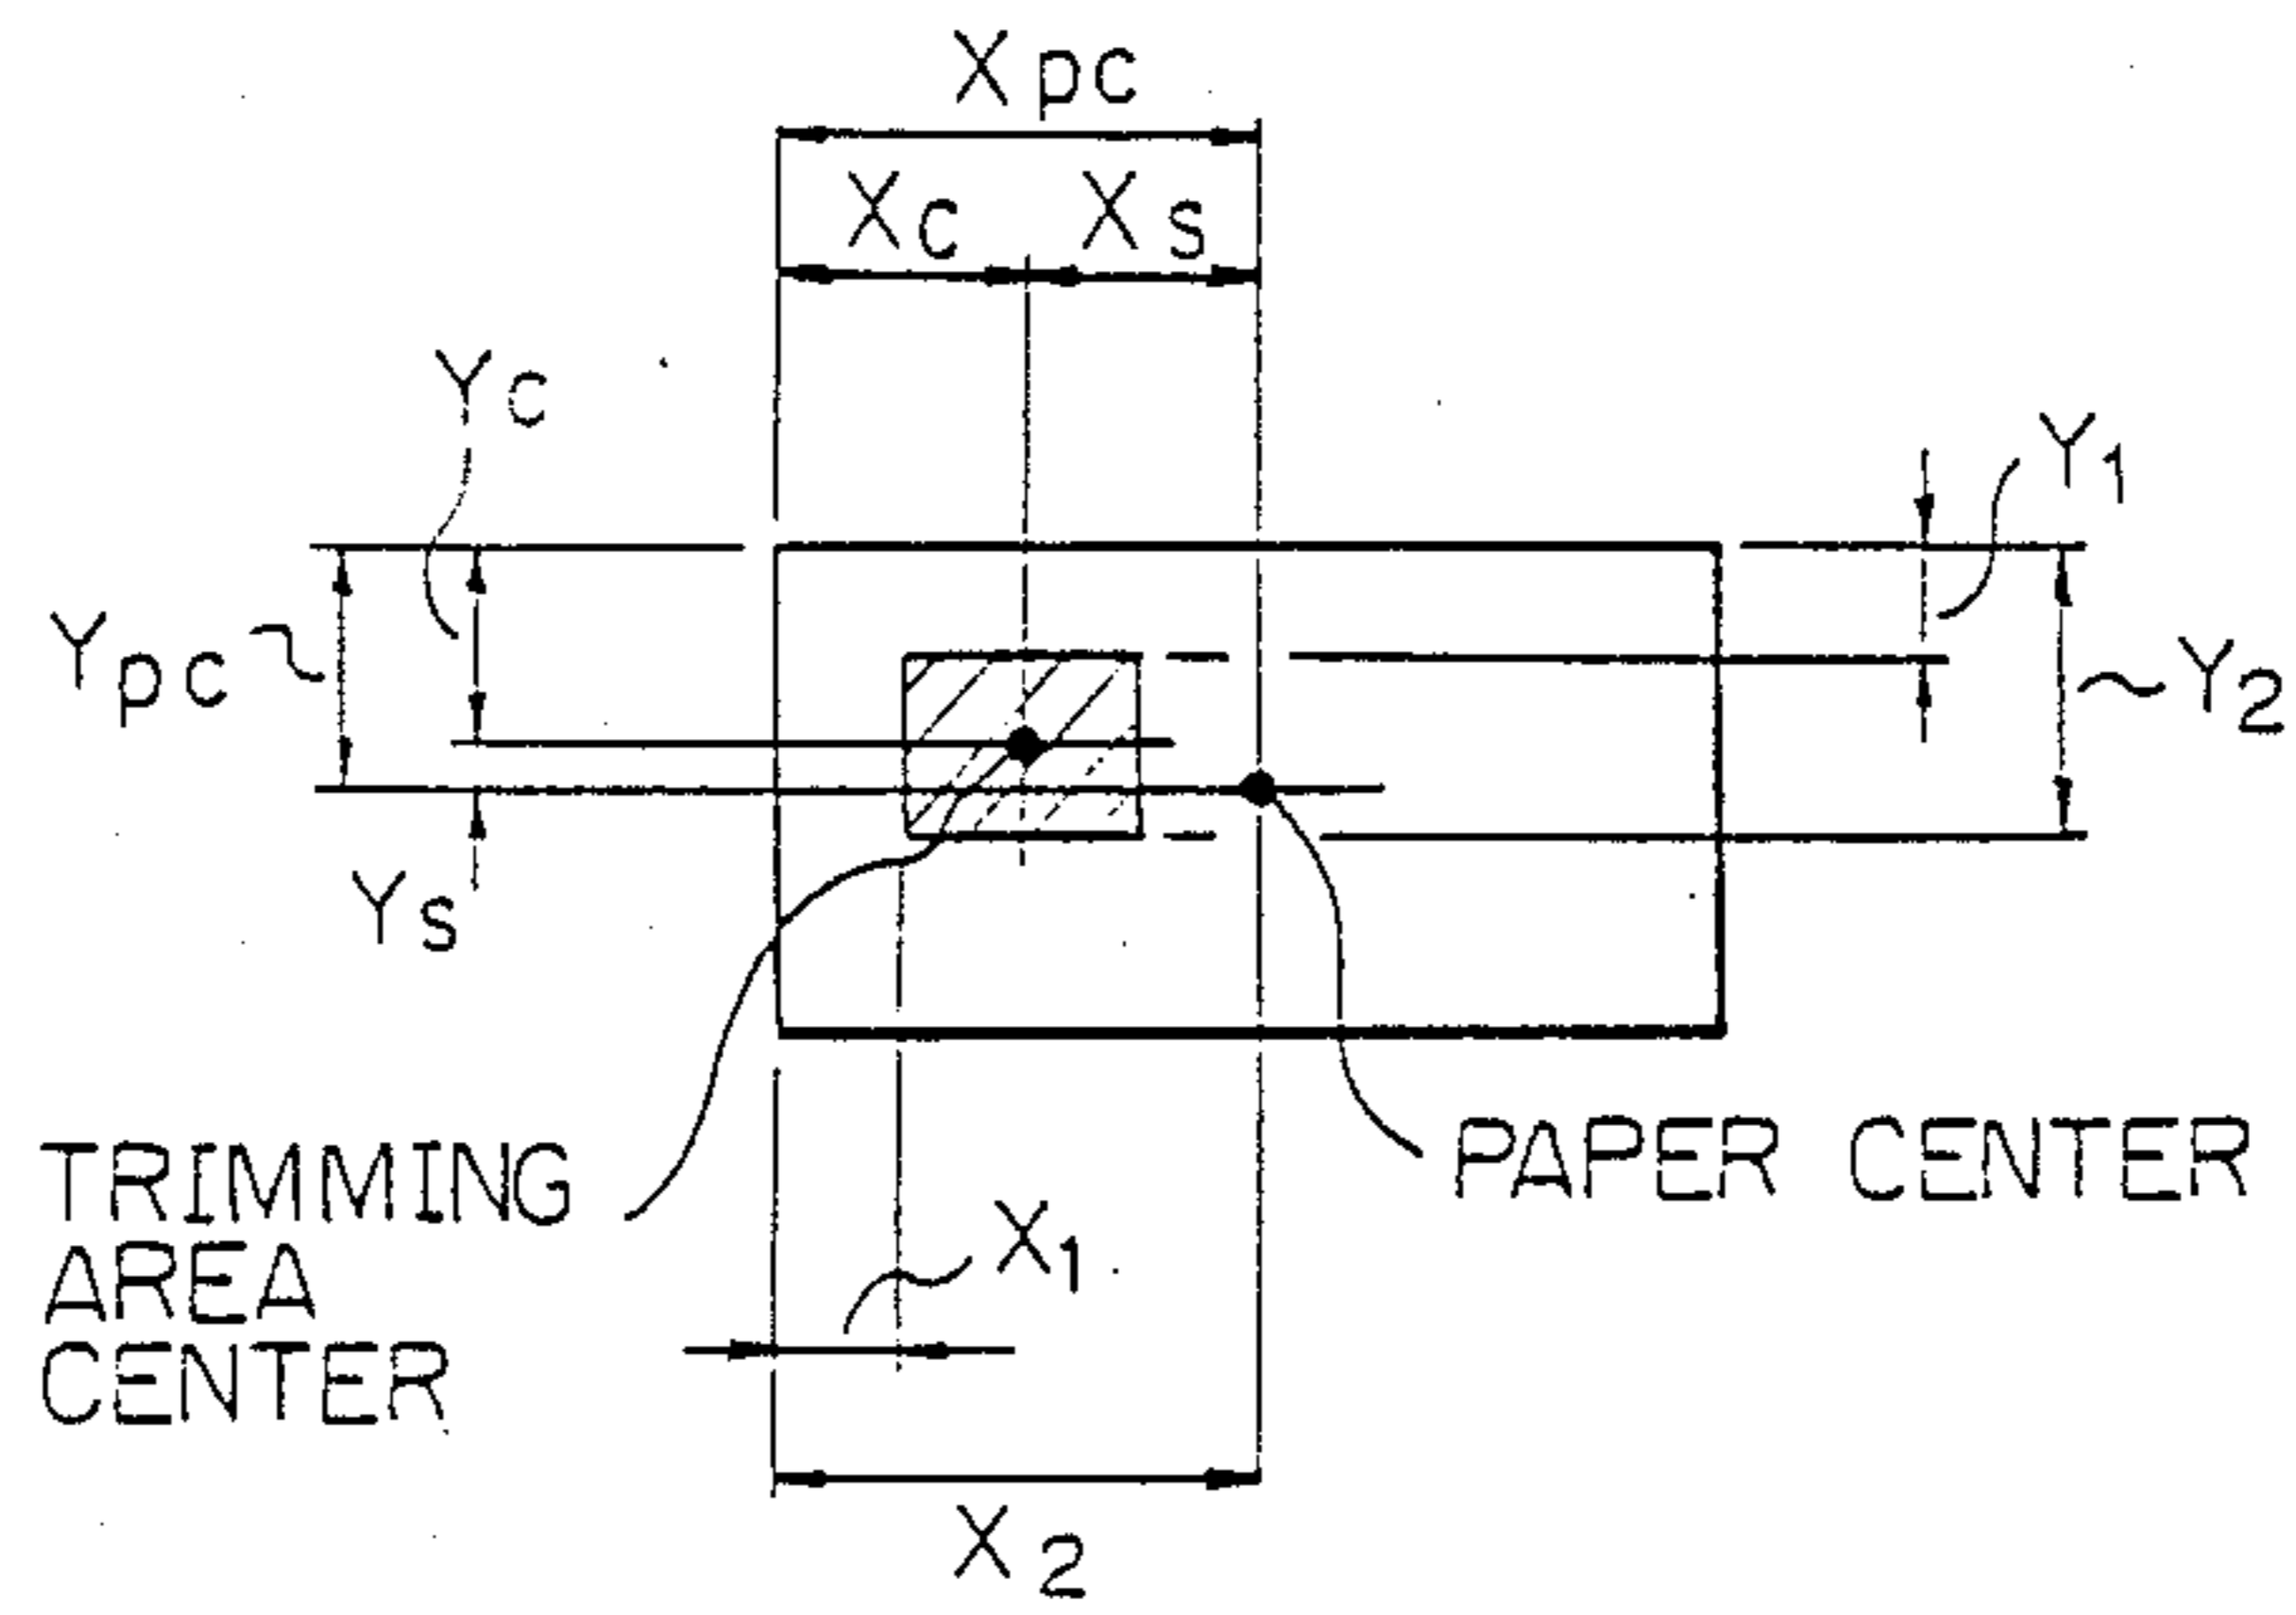 Xpc
Xc Xs
Yc
Y1
Ypc
Y2
Ys
TRIMMING
AREA
CENTER
PAPER CENTER
X1
X2